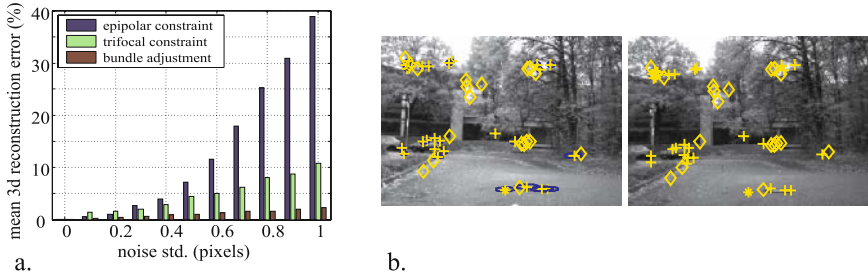 mean 3d reconstruction error (%)
40
30
20
10
0
epipolar constraint
trifocal constraint
bundle adjustment
0 0.2 0.4 0.6 0.8 1
noise std. (pixels)
a.
b.